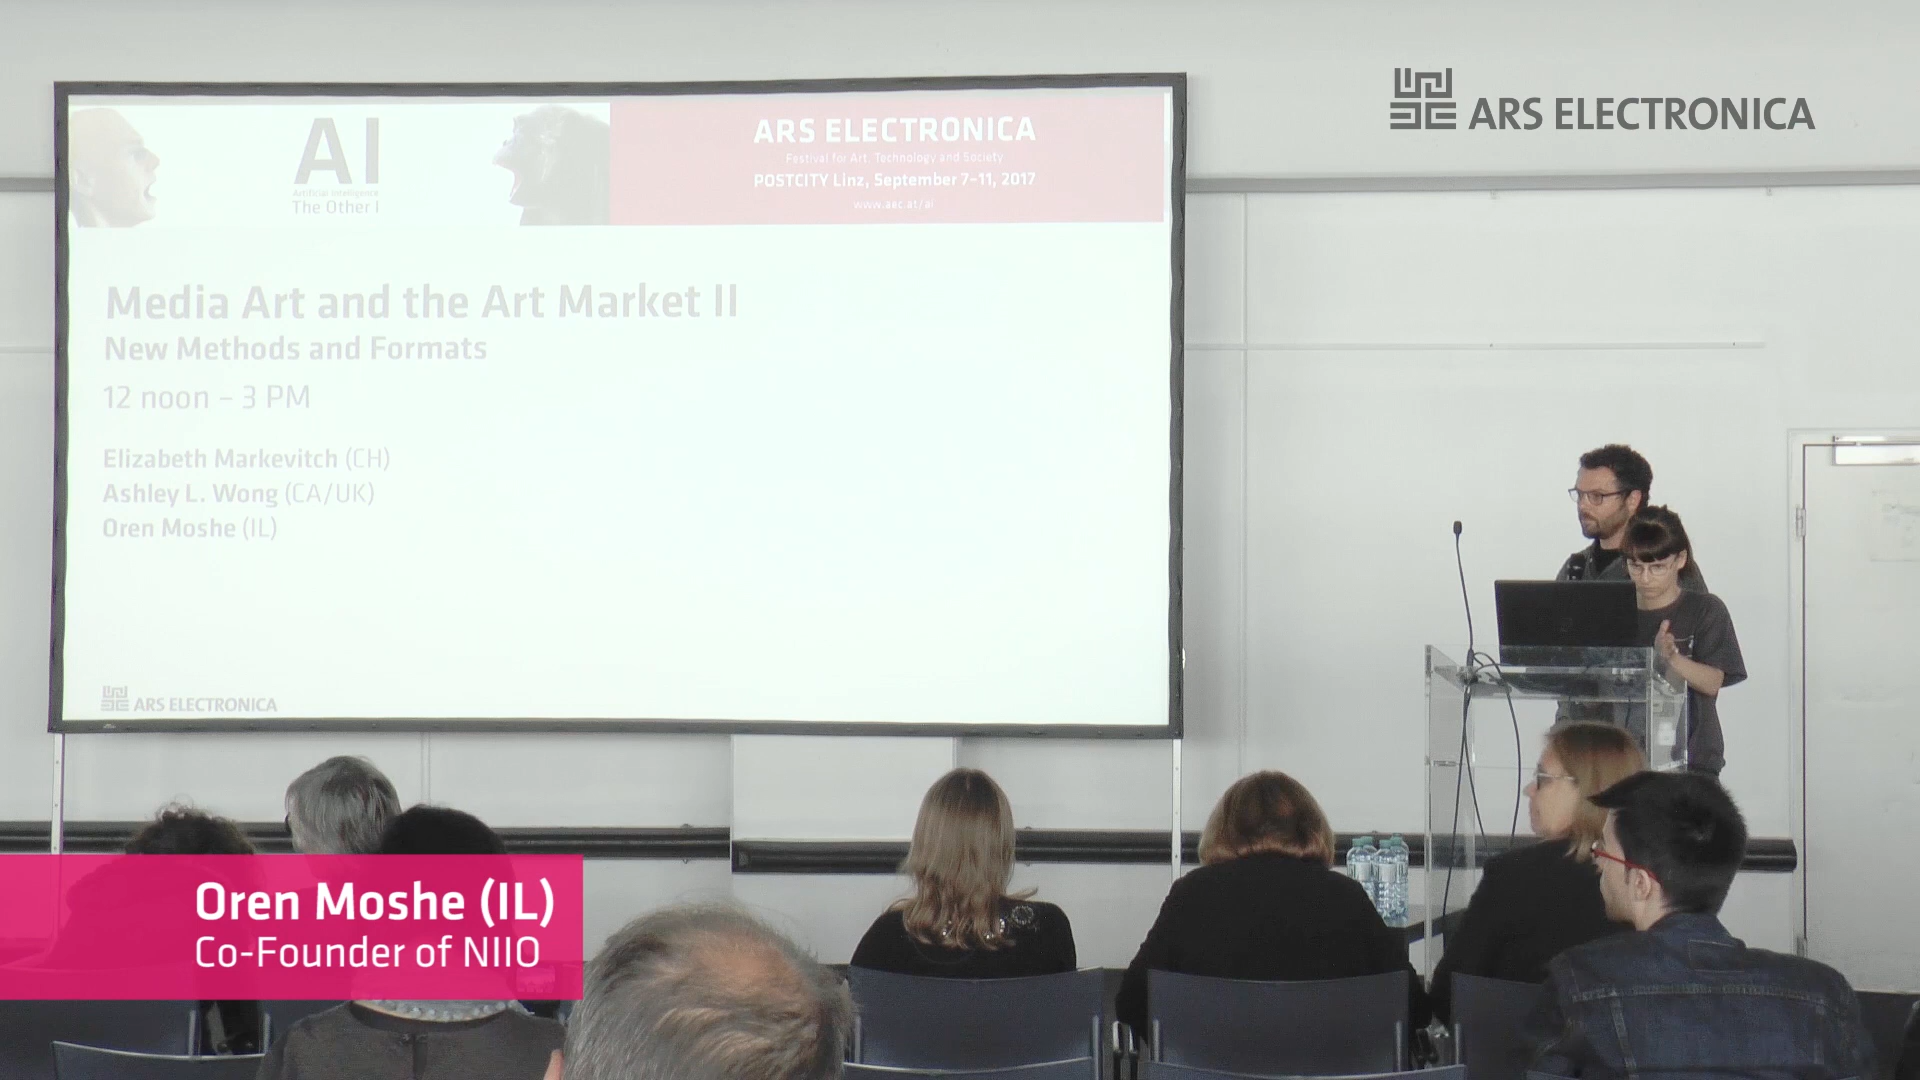 AI
Artificial Intelligence
The Other I
ARS ELECTRONICA
Festival for Art, Technology and Society
POSTCITY Linz, September 7–11, 2017
www.aec.at/ai
ARS ELECTRONICA
Media Art and the Art Market II
New Methods and Formats
12 noon – 3 PM
Elizabeth Markevitch (CH)
Ashley L. Wong (CA/UK)
Oren Moshe (IL)
ARS ELECTRONICA
Oren Moshe (IL)
Co-Founder of NIIO